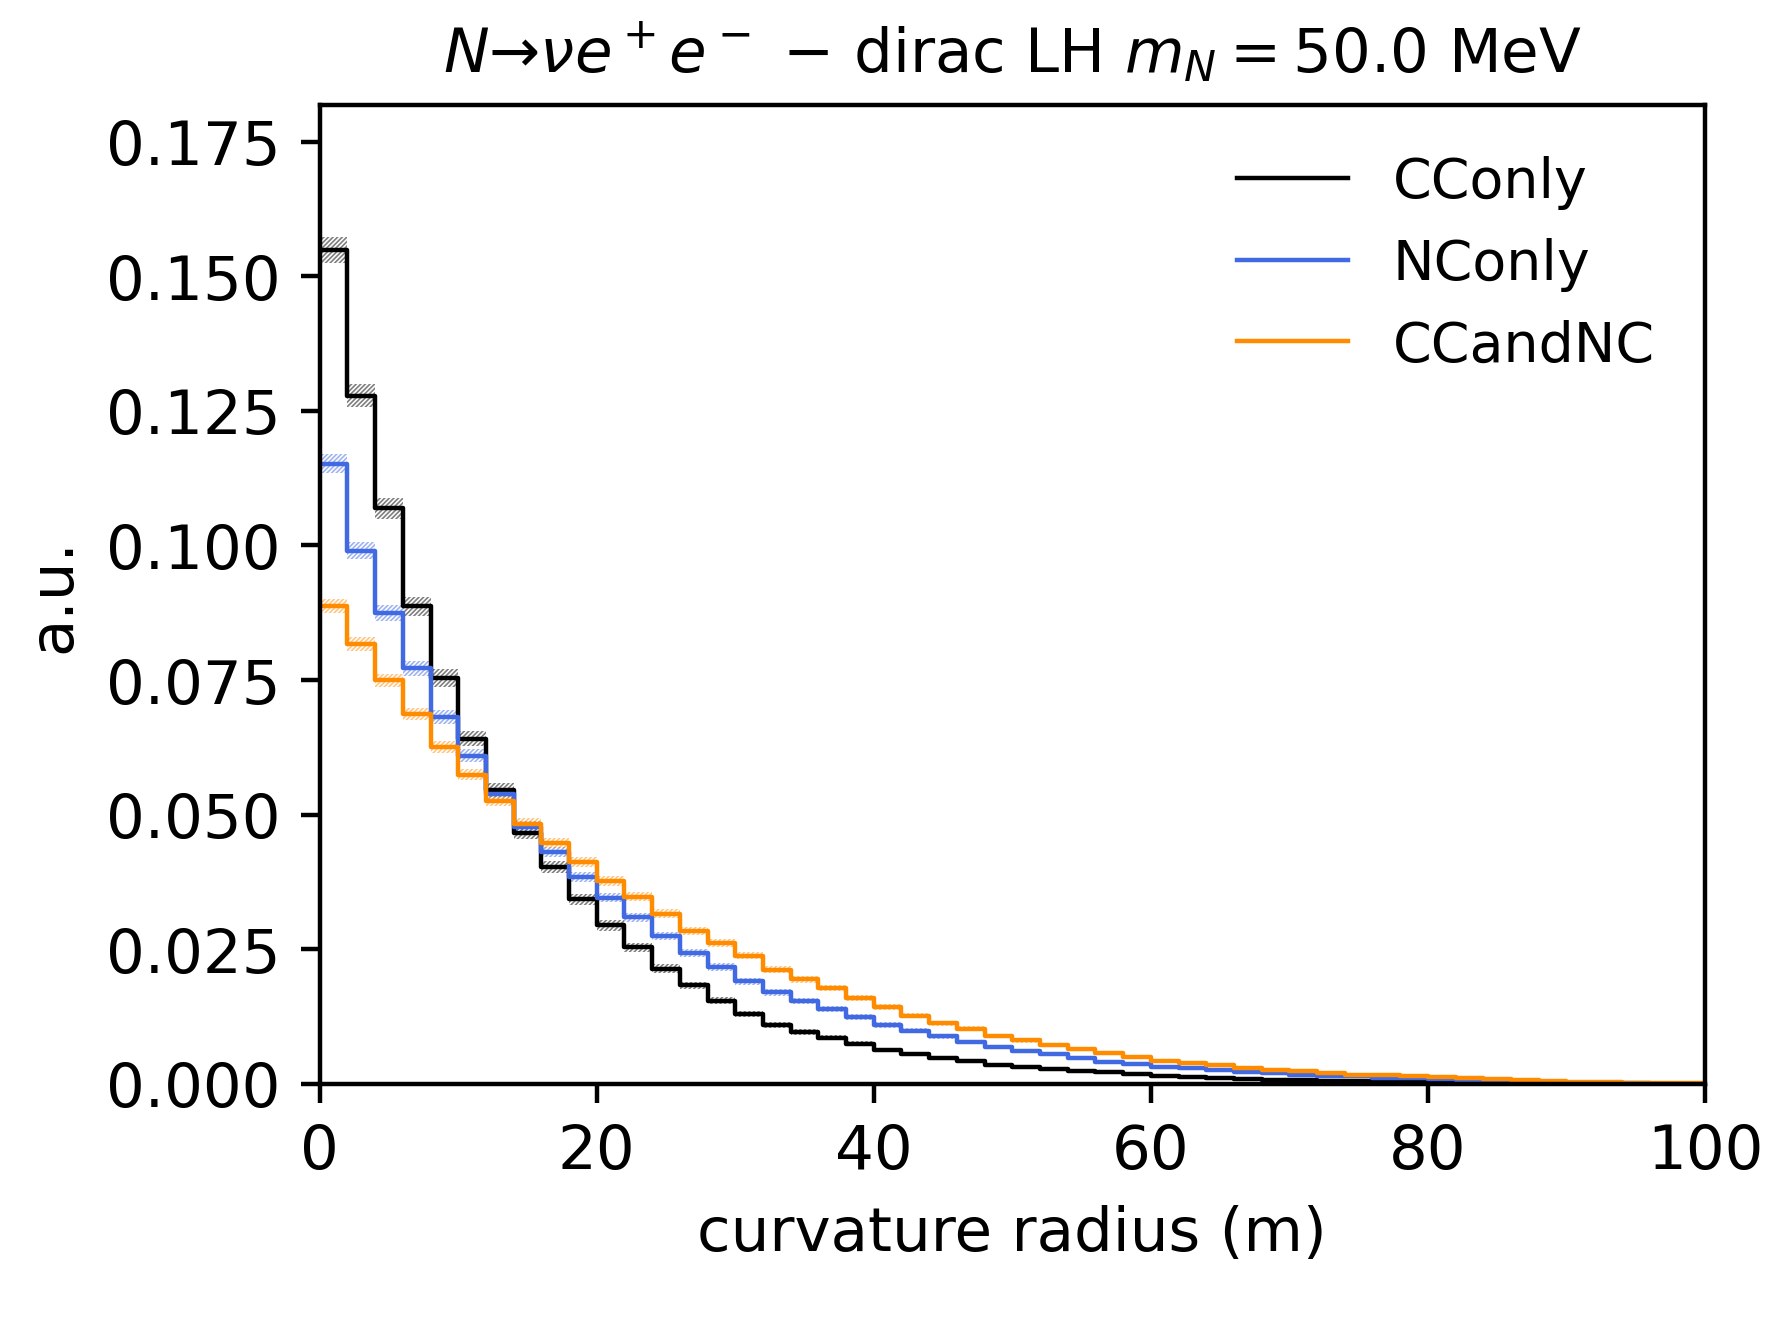 N→νe⁺e⁻ − dirac LH m_N = 50.0 MeV
0.175
0.150
0.125
0.100
0.075
0.050
0.025
0.000
a.u.
CConly
NConly
CCandNC
0 20 40 60 80 100
curvature radius (m)